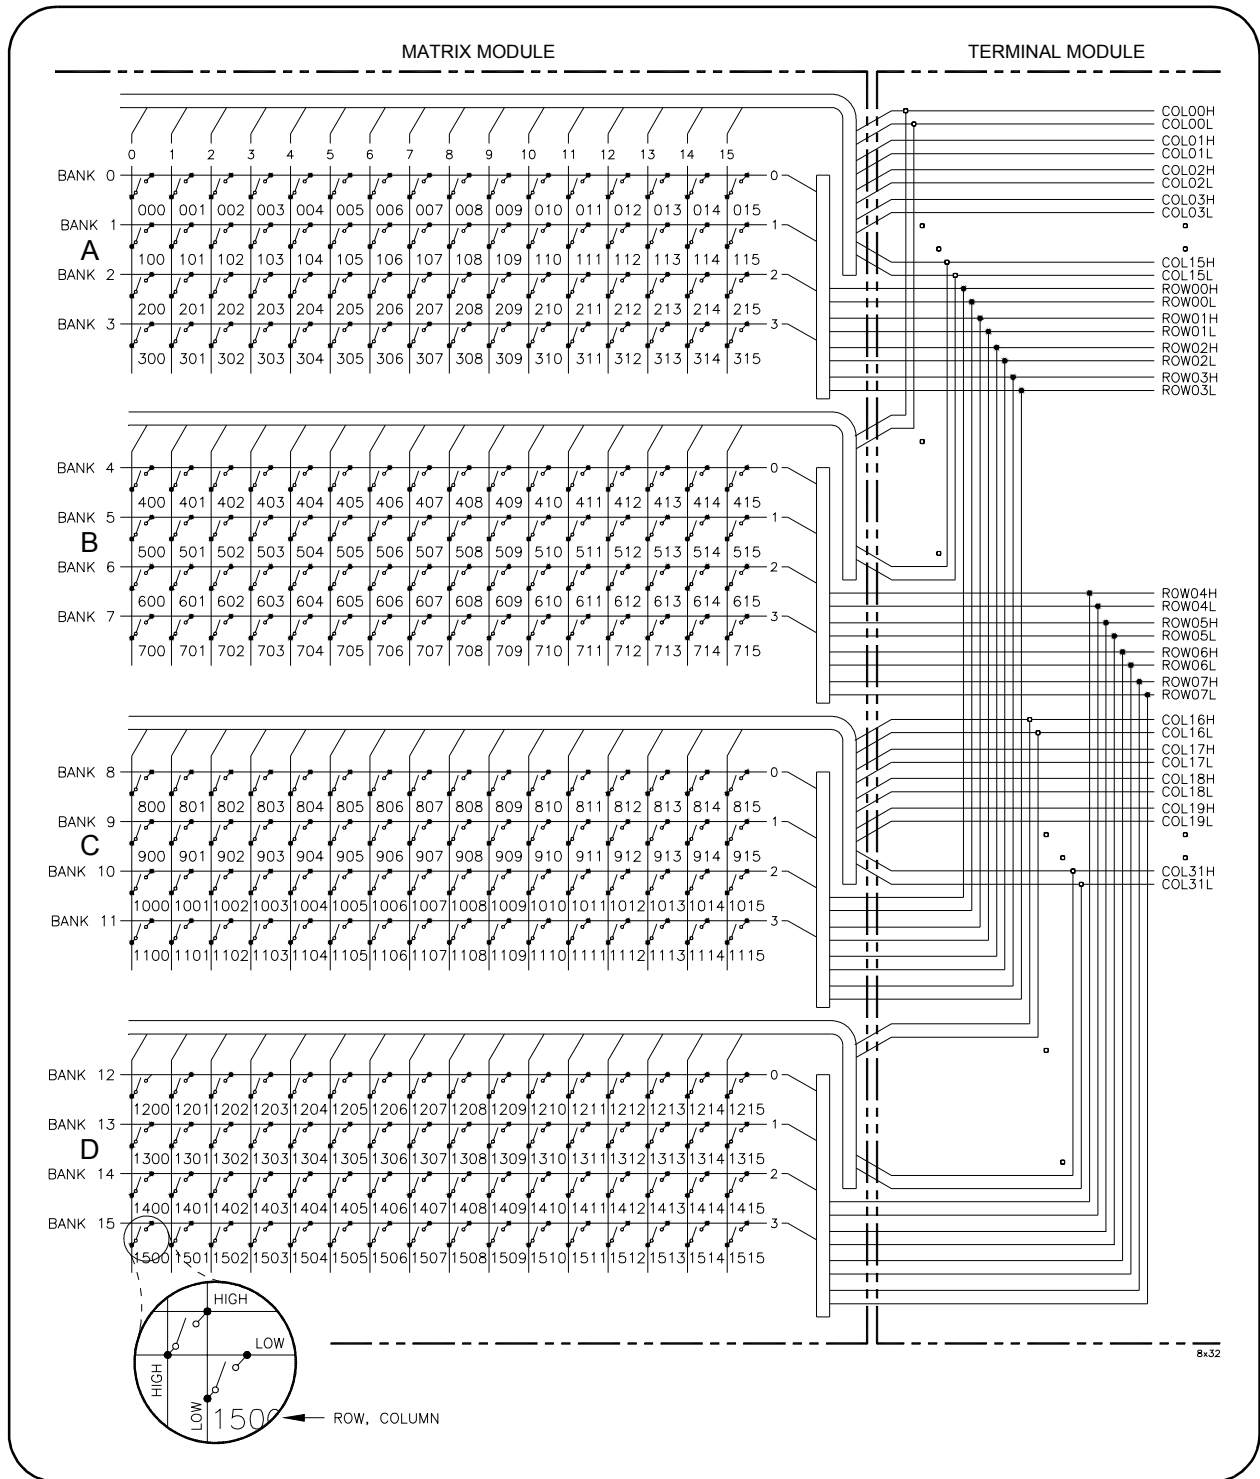 MATRIX MODULE TERMINAL MODULE
COL00H
COL00L
COL01H
COL01L
COL02H
COL02L
COL03H
COL03L
COL15H
COL15L
ROW00H
ROW00L
ROW01H
ROW01L
ROW02H
ROW02L
ROW03H
ROW03L
0 1 2 3 4 5 6 7 8 9 10 11 12 13 14 15
BANK 0 0
000 001 002 003 004 005 006 007 008 009 010 011 012 013 014 015
BANK 1 1
A
100 101 102 103 104 105 106 107 108 109 110 111 112 113 114 115
BANK 2 2
200 201 202 203 204 205 206 207 208 209 210 211 212 213 214 215
BANK 3 3
300 301 302 303 304 305 306 307 308 309 310 311 312 313 314 315
BANK 4 0
400 401 402 403 404 405 406 407 408 409 410 411 412 413 414 415
BANK 5 1
B
500 501 502 503 504 505 506 507 508 509 510 511 512 513 514 515
BANK 6 2
600 601 602 603 604 605 606 607 608 609 610 611 612 613 614 615
BANK 7 3
700 701 702 703 704 705 706 707 708 709 710 711 712 713 714 715
ROW04H
ROW04L
ROW05H
ROW05L
ROW06H
ROW06L
ROW07H
ROW07L
COL16H
COL16L
COL17H
COL17L
COL18H
COL18L
COL19H
COL19L
COL31H
COL31L
BANK 8 0
800 801 802 803 804 805 806 807 808 809 810 811 812 813 814 815
BANK 9 1
C
900 901 902 903 904 905 906 907 908 909 910 911 912 913 914 915
BANK 10 2
1000 1001 1002 1003 1004 1005 1006 1007 1008 1009 1010 1011 1012 1013 1014 1015
BANK 11 3
1100 1101 1102 1103 1104 1105 1106 1107 1108 1109 1110 1111 1112 1113 1114 1115
BANK 12 0
1200 1201 1202 1203 1204 1205 1206 1207 1208 1209 1210 1211 1212 1213 1214 1215
BANK 13 1
D
1300 1301 1302 1303 1304 1305 1306 1307 1308 1309 1310 1311 1312 1313 1314 1315
BANK 14 2
1400 1401 1402 1403 1404 1405 1406 1407 1408 1409 1410 1411 1412 1413 1414 1415
BANK 15 3
1500 1501 1502 1503 1504 1505 1506 1507 1508 1509 1510 1511 1512 1513 1514 1515
HIGH
LOW
HIGH
LOW
1500
ROW, COLUMN
8x32